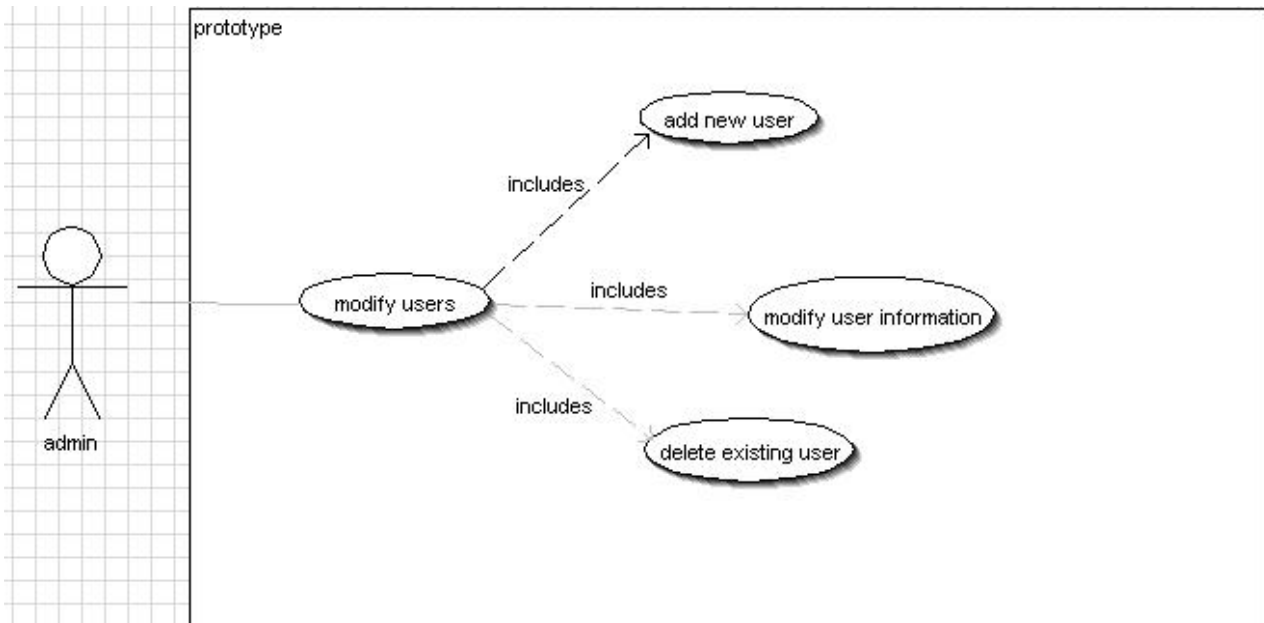 prototype
add new user
includes
includes
modify users
modify user information
includes
admin
delete existing user